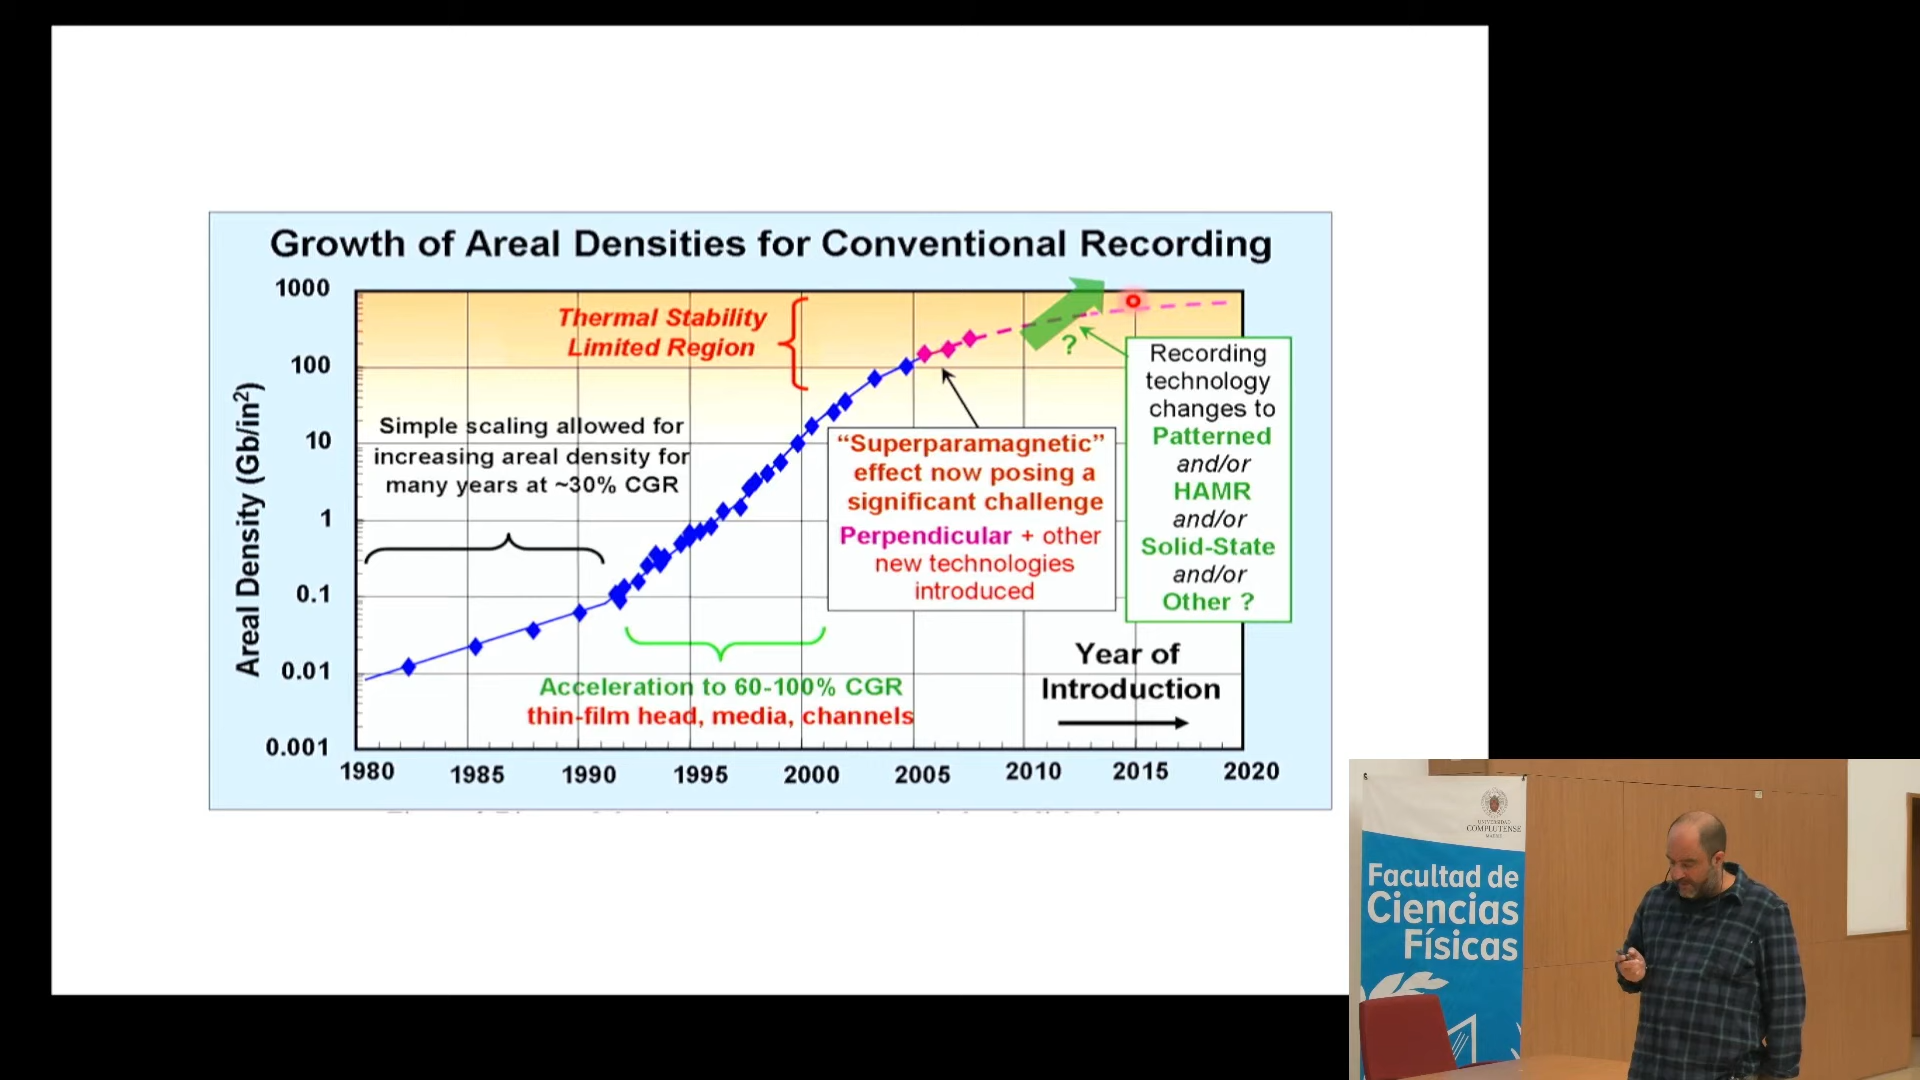 Growth of Areal Densities for Conventional Recording
Areal Density (Gb/in²)
1000
100
10
1
0.1
0.01
0.001
Thermal Stability
Limited Region
Simple scaling allowed for
increasing areal density for
many years at ~30% CGR
"Superparamagnetic"
effect now posing a
significant challenge
Perpendicular + other
new technologies
introduced
?
Recording
technology
changes to
Patterned
and/or
HAMR
and/or
Solid-State
and/or
Other ?
Acceleration to 60-100% CGR
thin-film head, media, channels
Year of
Introduction
1980
1985
1990
1995
2000
2005
2010
2015
2020
UNIVERSIDAD
COMPLUTENSE
Facultad de
Ciencias
Físicas